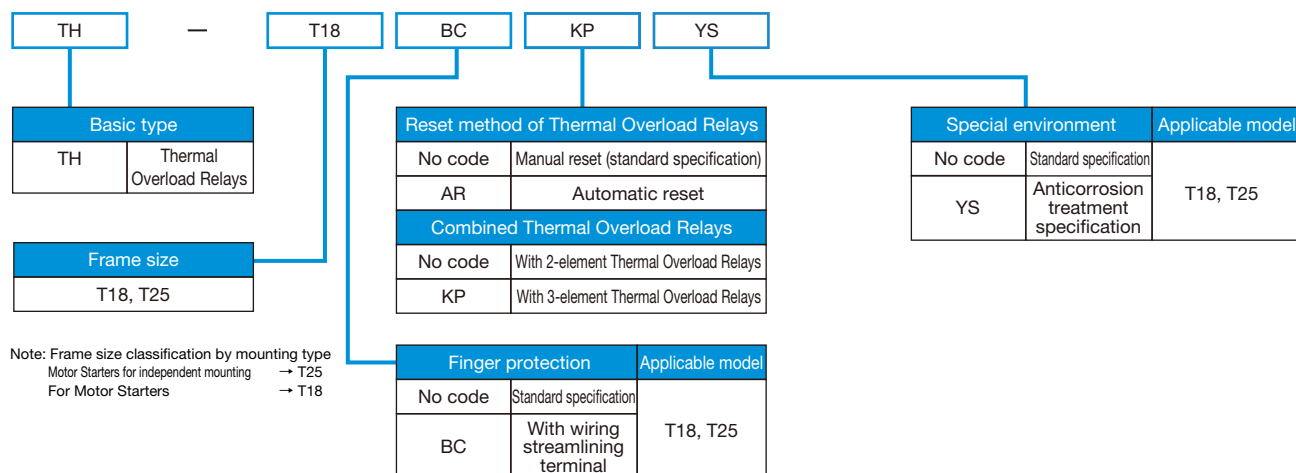 TH — T18 BC KP YS
Basic type
TH Thermal
Overload Relays
Frame size
T18, T25
Note: Frame size classification by mounting type
Motor Starters for independent mounting → T25
For Motor Starters → T18
Reset method of Thermal Overload Relays
No code Manual reset (standard specification)
AR Automatic reset
Combined Thermal Overload Relays
No code With 2-element Thermal Overload Relays
KP With 3-element Thermal Overload Relays
Finger protection Applicable model
No code Standard specification
BC With wiring
streamlining
terminal
T18, T25
Special environment Applicable model
No code Standard specification
YS Anticorrosion
treatment
specification
T18, T25